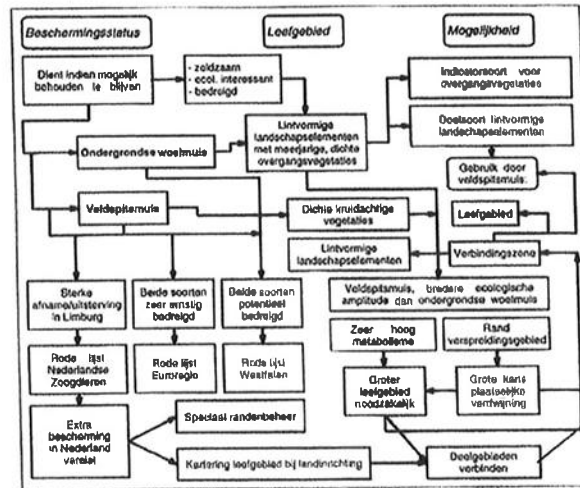 Beschermingsstatus
Leefgebied
Mogelijkheid
Dient indien mogelijk
behouden te blijven
- zeldzaam
- ecol. interessant
- bedreigd
Indicatorsoort voor
overgangsvegetaties
Doelsoort lintvormige
landschapselementen
Lintvormige
landschapselementen
met meerjarige, dichte
overgangsvegetaties
Ondergrondse woelmuis
Gebruik door
veldspitsmuis:
Veldspitsmuis
Dichte kruidachtige
vegetaties
Leefgebied
Lintvormige
landschapselementen
Verbindingszone
Sterke
afname/uitsterving
in Limburg
Beide soorten
zeer ernstig
bedreigd
Beide soorten
potentieel
bedreigd
Veldspitsmuis, bredere ecologische
amplitude dan ondergrondse woelmuis
Zeer hoog
metabolisme
Rand
verspreidingsgebied
Rode lijst
Nederlandse
Zoogdieren
Rode lijst
Euroregio
Rode lijst
Westfalen
Groter
leefgebied
noodzakelijk
Grote kans
plaatselijke
verdwijning
Extra
bescherming
in Nederland
vereist
Speciaal randenbeheer
Kartering leefgebied bij landinrichting
Deelgebieden
verbinden